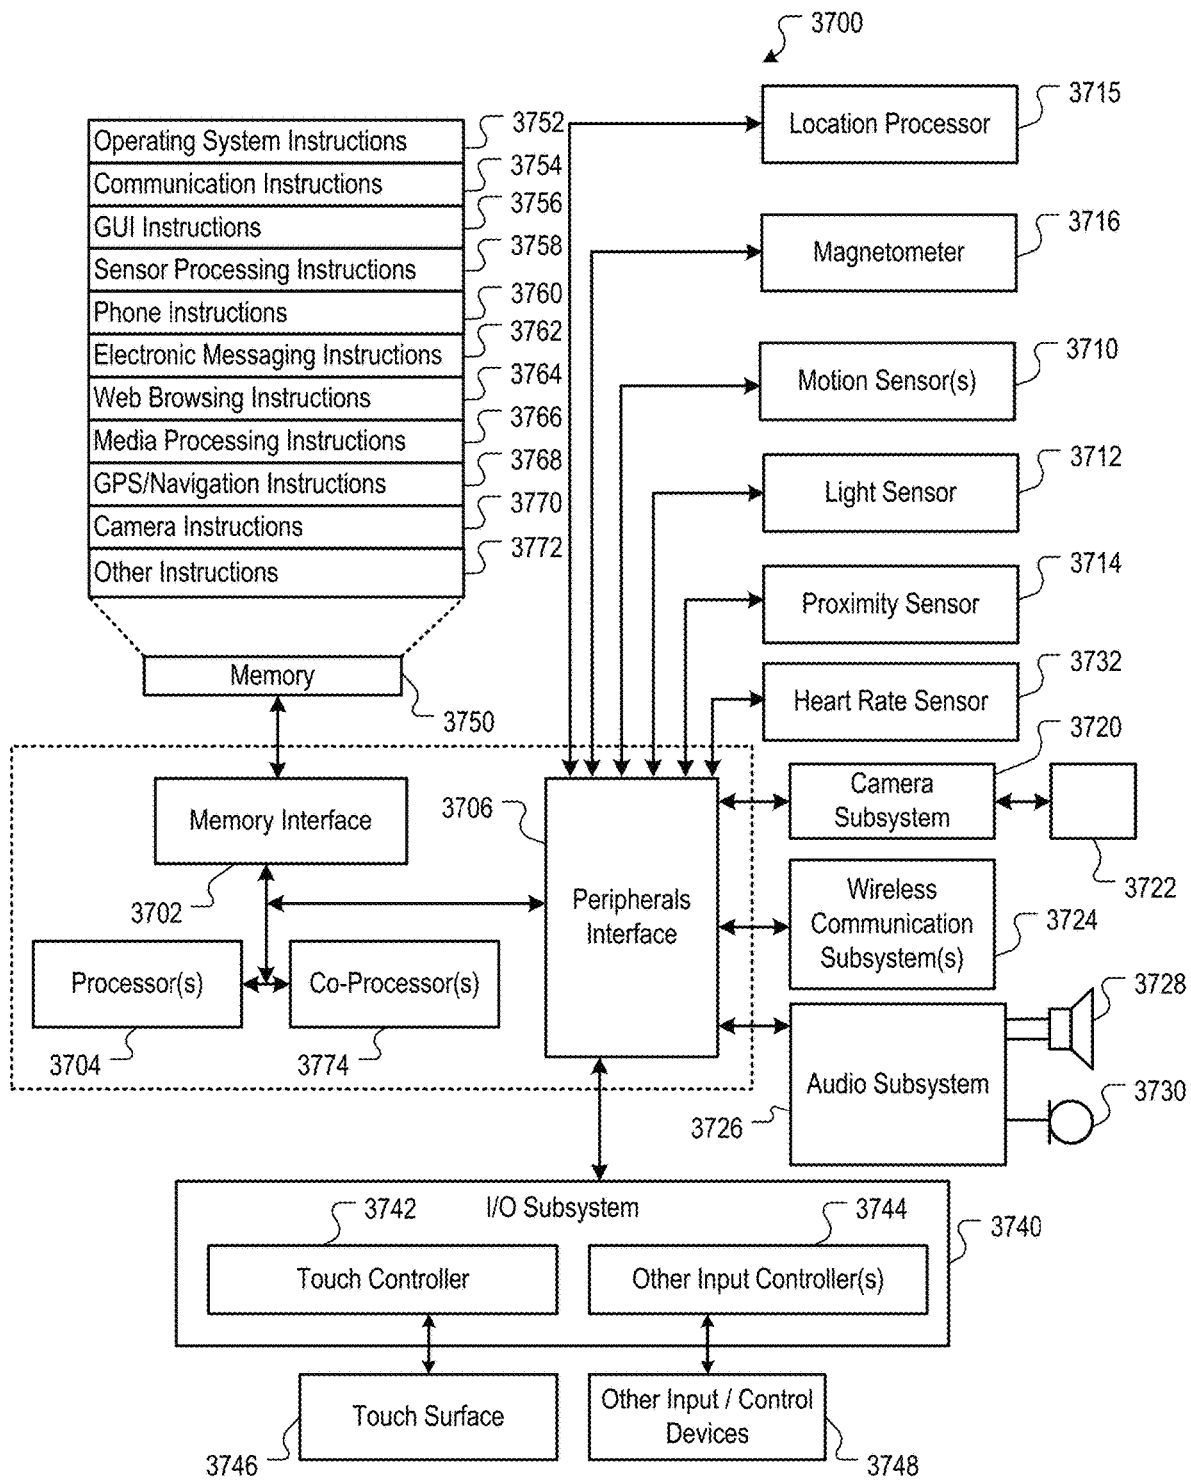 3700
Location Processor
3715
Operating System Instructions
3752
Communication Instructions
3754
GUI Instructions
3756
Sensor Processing Instructions
3758
Phone Instructions
3760
Electronic Messaging Instructions
3762
Web Browsing Instructions
3764
Media Processing Instructions
3766
GPS/Navigation Instructions
3768
Camera Instructions
3770
Other Instructions
3772
Magnetometer
3716
Motion Sensor(s)
3710
Light Sensor
3712
Proximity Sensor
3714
Heart Rate Sensor
3732
Memory
3750
Memory Interface
3702
Processor(s)
3704
Co-Processor(s)
3774
3706
Peripherals
Interface
Camera
Subsystem
3720
3722
Wireless
Communication
Subsystem(s)
3724
Audio Subsystem
3726
3728
3730
I/O Subsystem
3740
3742
Touch Controller
3744
Other Input Controller(s)
Touch Surface
3746
Other Input / Control
Devices
3748